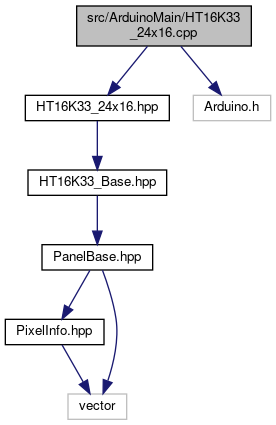 src/ArduinoMain/HT16K33
_24x16.cpp
HT16K33_24x16.hpp
Arduino.h
HT16K33_Base.hpp
PanelBase.hpp
PixelInfo.hpp
vector